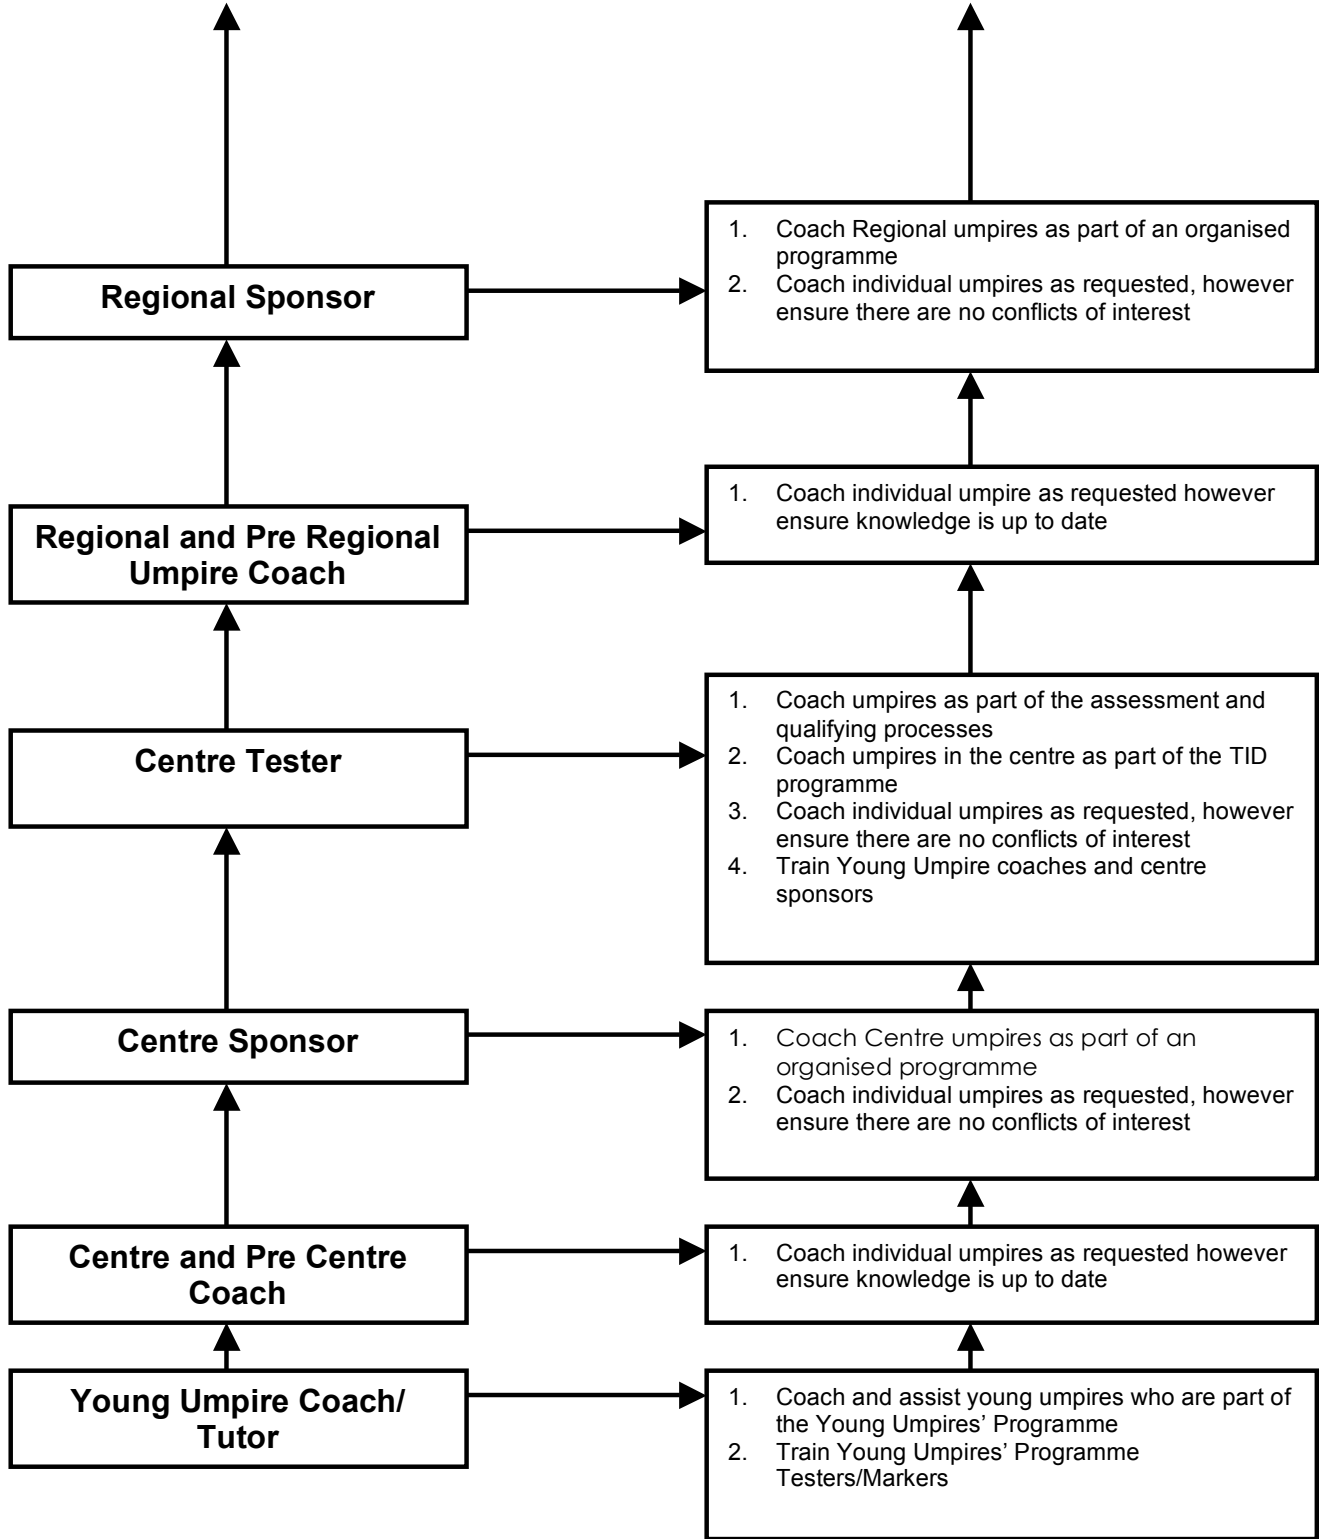 Regional Sponsor
1. Coach Regional umpires as part of an organised
programme
2. Coach individual umpires as requested, however
ensure there are no conflicts of interest
Regional and Pre Regional
Umpire Coach
1. Coach individual umpire as requested however
ensure knowledge is up to date
Centre Tester
1. Coach umpires as part of the assessment and
qualifying processes
2. Coach umpires in the centre as part of the TID
programme
3. Coach individual umpires as requested, however
ensure there are no conflicts of interest
4. Train Young Umpire coaches and centre
sponsors
Centre Sponsor
1. Coach Centre umpires as part of an
organised programme
2. Coach individual umpires as requested, however
ensure there are no conflicts of interest
Centre and Pre Centre
Coach
1. Coach individual umpires as requested however
ensure knowledge is up to date
Young Umpire Coach/
Tutor
1. Coach and assist young umpires who are part of
the Young Umpires’ Programme
2. Train Young Umpires’ Programme
Testers/Markers